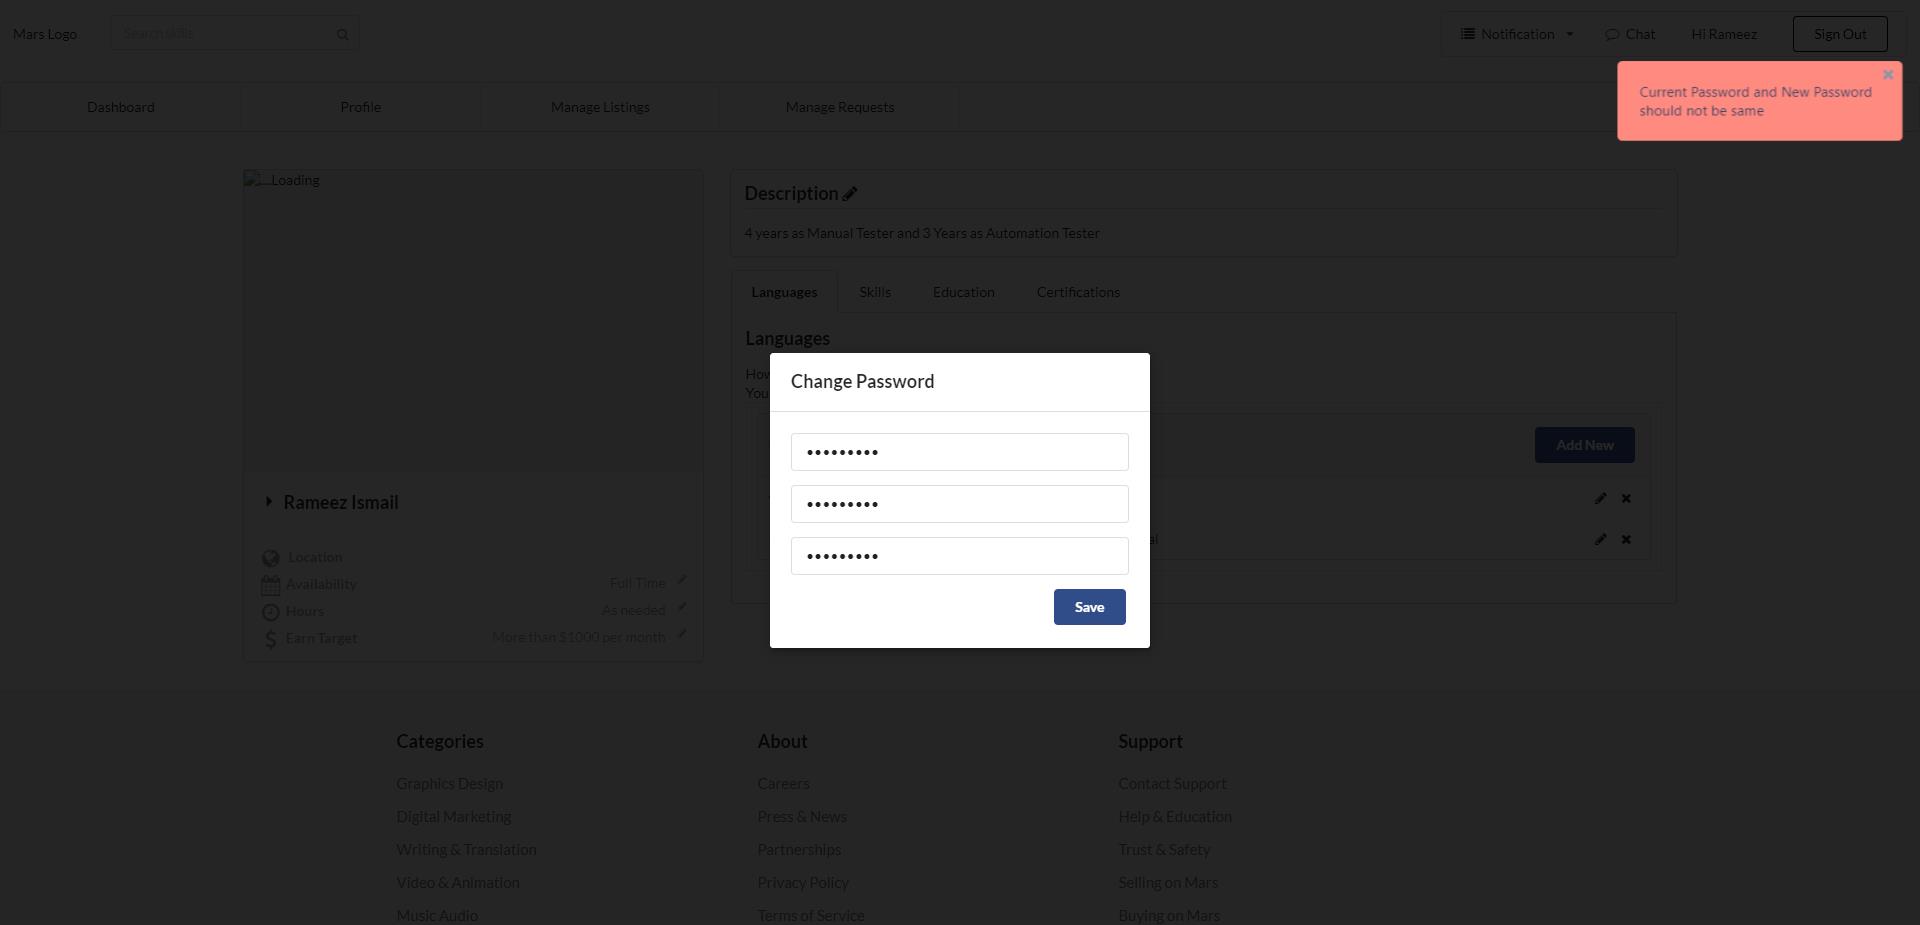 Mars Logo
Search skills
Notification
Chat
Hi Rameez
Sign Out
Current Password and New Password
should not be same
Dashboard
Profile
Manage Listings
Manage Requests
Loading
Description
4 years as Manual Tester and 3 Years as Automation Tester
Languages
Skills
Education
Certifications
Languages
You
Change Password
Add New
Save
Rameez Ismail
Location
Availability
Full Time
Hours
As needed
Earn Target
More than $1000 per month
Categories
Graphics Design
Digital Marketing
Writing & Translation
Video & Animation
Music Audio
About
Careers
Press & News
Partnerships
Privacy Policy
Terms of Service
Support
Contact Support
Help & Education
Trust & Safety
Selling on Mars
Buying on Mars